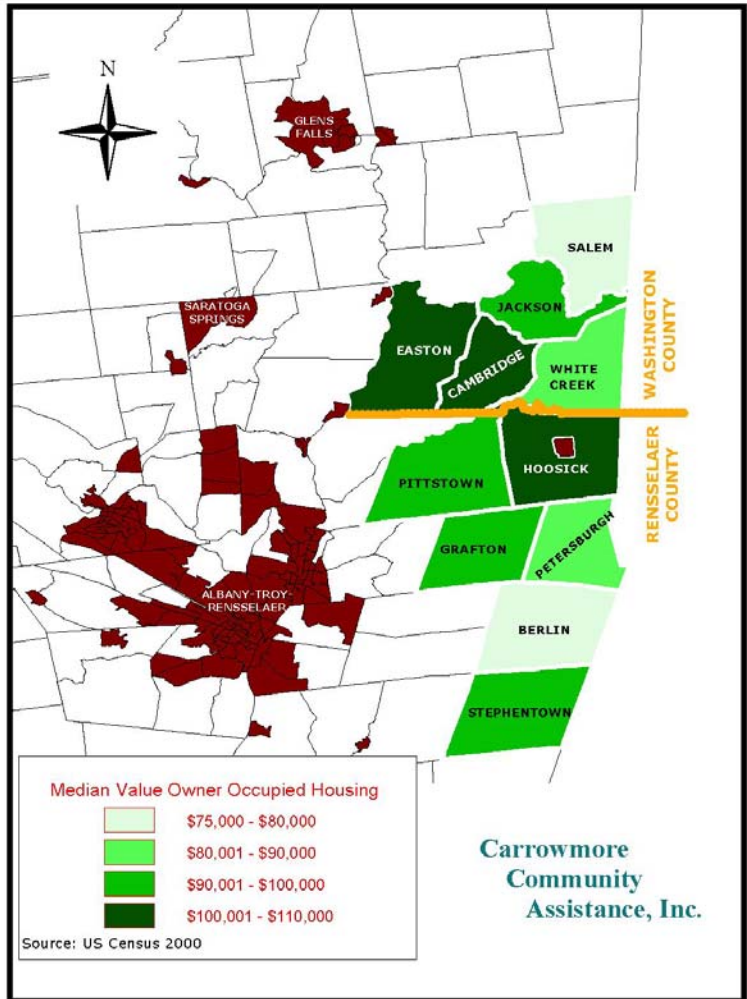 N
GLENS
FALLS
SALEM
SARATOGA
SPRINGS
JACKSON
WASHINGTON
COUNTY
EASTON
CAMBRIDGE
WHITE
CREEK
HOOSICK
PITTSTOWN
RENSSELAER
COUNTY
GRAFTON
PETERSBURGH
ALBANY-TROY-
RENSSELAER
BERLIN
STEPHENTOWN
Median Value Owner Occupied Housing
$75,000 - $80,000
$80,001 - $90,000
$90,001 - $100,000
$100,001 - $110,000
Source: US Census 2000
Carrowmore
Community
Assistance, Inc.